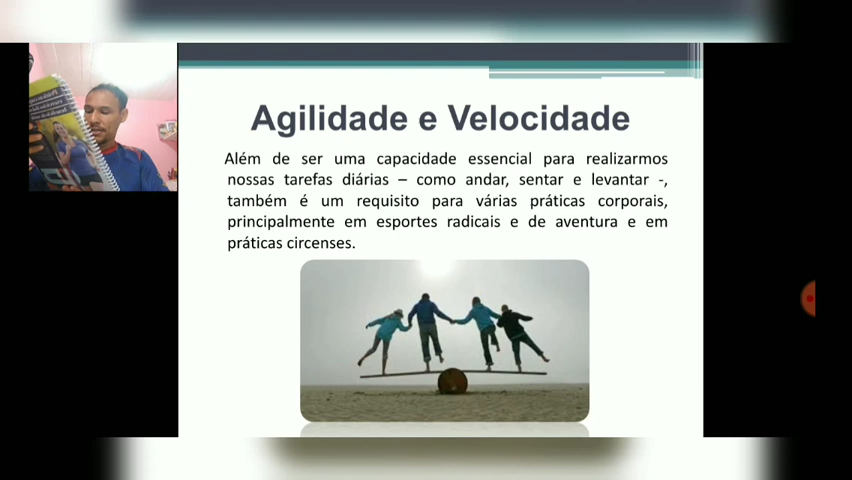 Agilidade e Velocidade
Além de ser uma capacidade essencial para realizarmos
nossas tarefas diárias – como andar, sentar e levantar -,
também é um requisito para várias práticas corporais,
principalmente em esportes radicais e de aventura e em
práticas circenses.